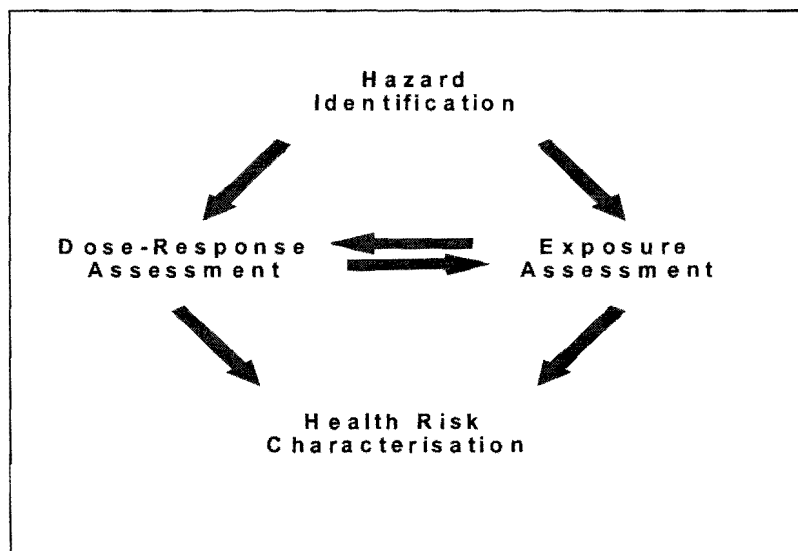 Hazard
Identification
Dose-Response
Assessment
Exposure
Assessment
Health Risk
Characterisation